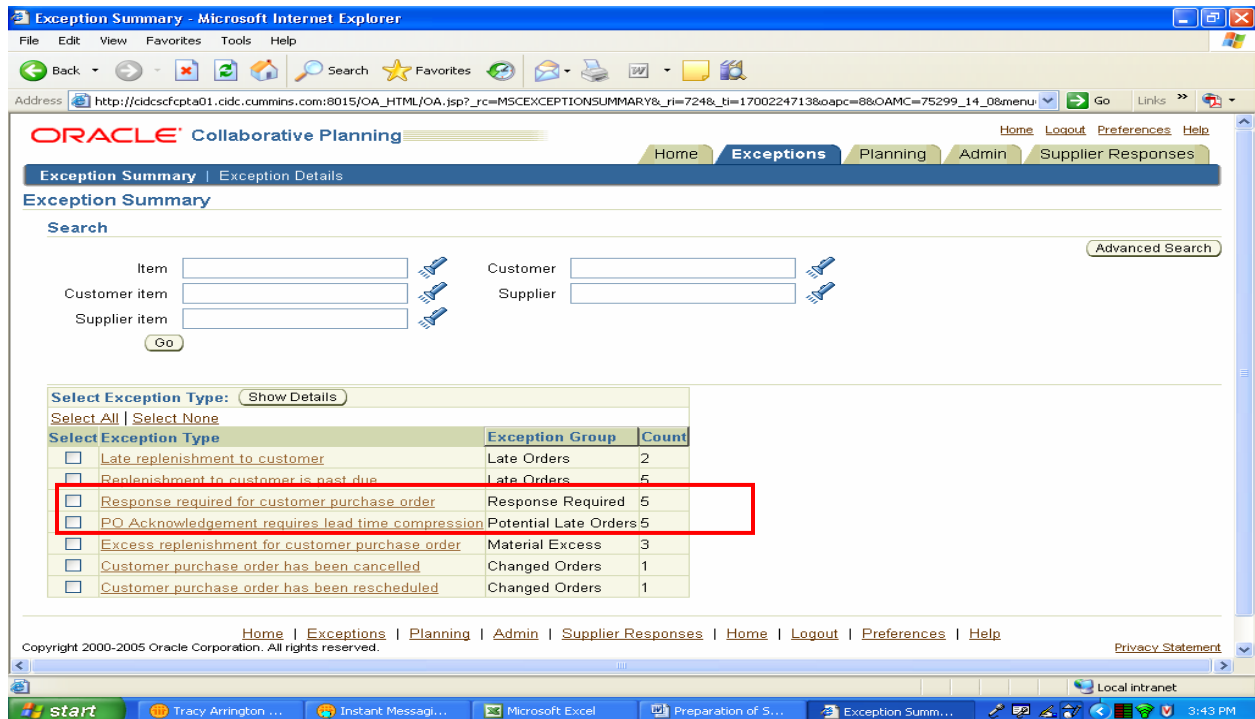 Exception Summary - Microsoft Internet Explorer
File Edit View Favorites Tools Help
Back Search Favorites
Address http://cidcscfcpta01.cidc.cummins.com:8015/OA_HTML/OA.jsp?_rc=MSCEXCEPTIONSUMMARY&_ri=724&_ti=1700224713&oapc=8&OAMC=75299_14_0&menu Go Links »
ORACLE Collaborative Planning
Home Logout Preferences Help
Home Exceptions Planning Admin Supplier Responses
Exception Summary | Exception Details
Exception Summary
Search
Advanced Search
Item Customer
Customer item Supplier
Supplier item
Go
Select Exception Type: Show Details
Select All | Select None
Select Exception Type Exception Group Count
Late replenishment to customer Late Orders 2
Replenishment to customer is past due Late Orders 5
Response required for customer purchase order Response Required 5
PO Acknowledgement requires lead time compression Potential Late Orders 5
Excess replenishment for customer purchase order Material Excess 3
Customer purchase order has been cancelled Changed Orders 1
Customer purchase order has been rescheduled Changed Orders 1
Home | Exceptions | Planning | Admin | Supplier Responses | Home | Logout | Preferences | Help
Copyright 2000-2005 Oracle Corporation. All rights reserved. Privacy Statement
Local intranet
start Tracy Arrington ... Instant Messagi... Microsoft Excel Preparation of S... Exception Summ... 3:43 PM